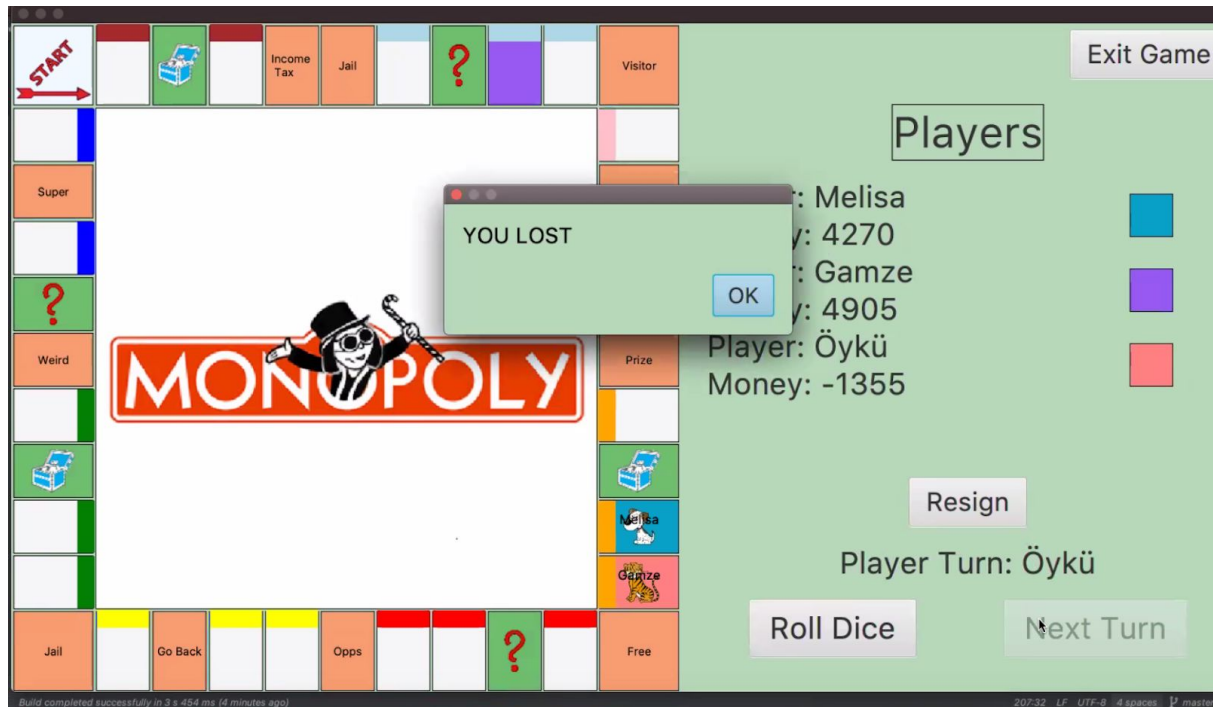 START
Income
Tax
Jail
?
Visitor
Exit Game
Players
Super
: Melisa
y: 4270
YOU LOST
: Gamze
OK
y: 4905
?
Weird
MONOPOLY
Prize
Player: Öykü
Money: -1355
Melisa
Resign
Gamze
Player Turn: Öykü
Jail
Go Back
Opps
?
Free
Roll Dice
Next Turn
Build completed successfully in 3 s 454 ms (4 minutes ago)
207:32 LF UTF-8 4 spaces master